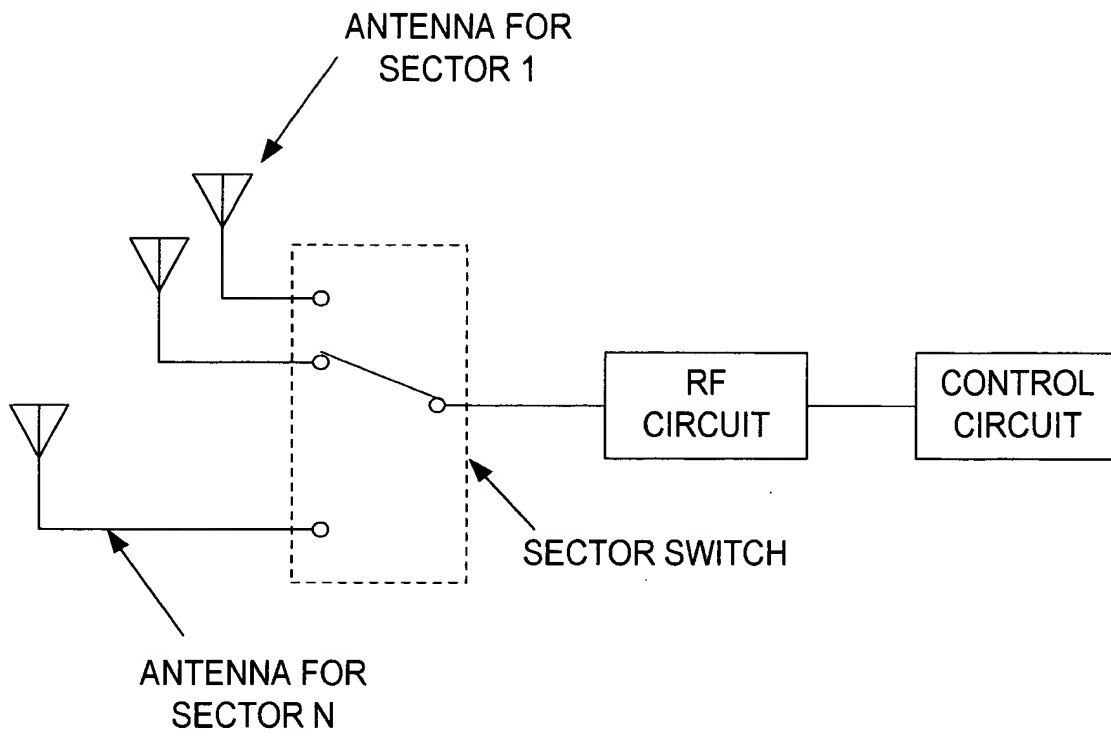 ANTENNA FOR
SECTOR 1
RF
CIRCUIT
CONTROL
CIRCUIT
SECTOR SWITCH
ANTENNA FOR
SECTOR N